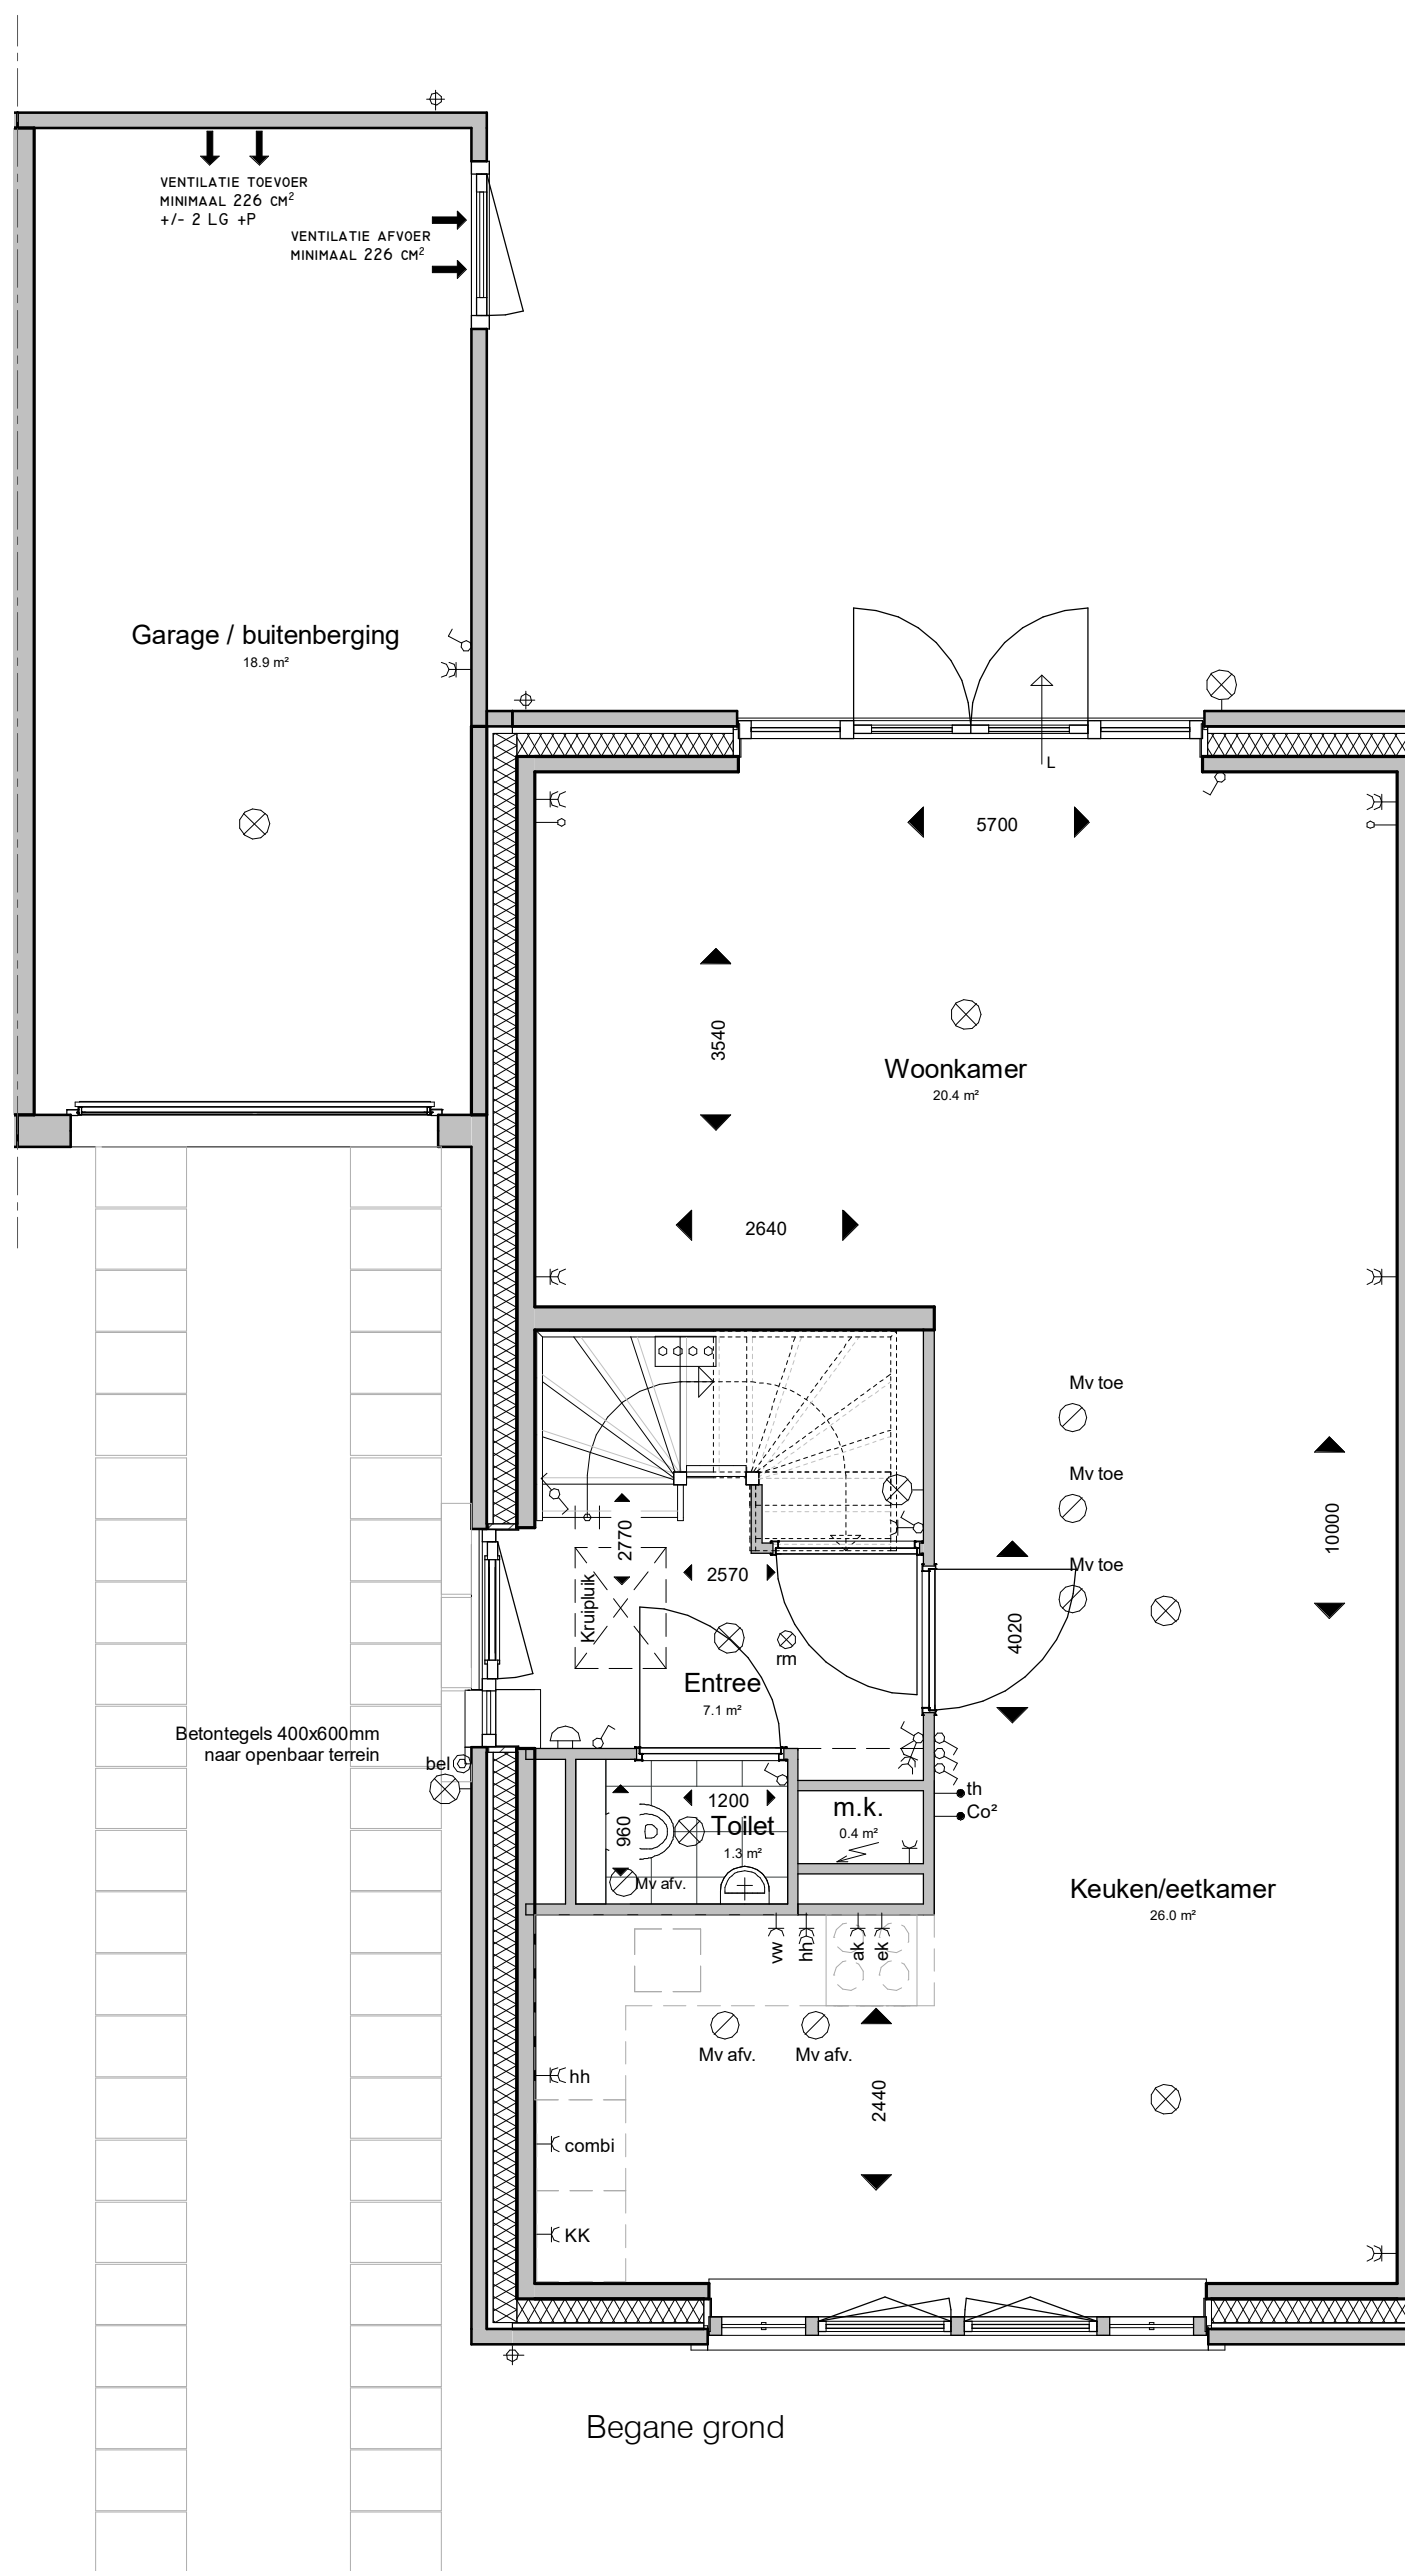 VENTILATIE TOEVOER
MINIMAAL 226 CM²
+/- 2 LG +P
VENTILATIE AFVOER
MINIMAAL 226 CM²
Garage / buitenberging
18.9 m²
L
5700
3540
Woonkamer
20.4 m²
2640
Mv toe
Mv toe
Mv toe
10000
2770
2570
Kruipluik
4020
rm
Entree
7.1 m²
Betontegels 400x600mm
naar openbaar terrein
bel
th
Co²
1200
960
Toilet
1.3 m²
m.k.
0.4 m²
Mv afv.
Keuken/eetkamer
26.0 m²
vw
hh
ak
ek
Mv afv.
Mv afv.
hh
2440
combi
KK
Begane grond